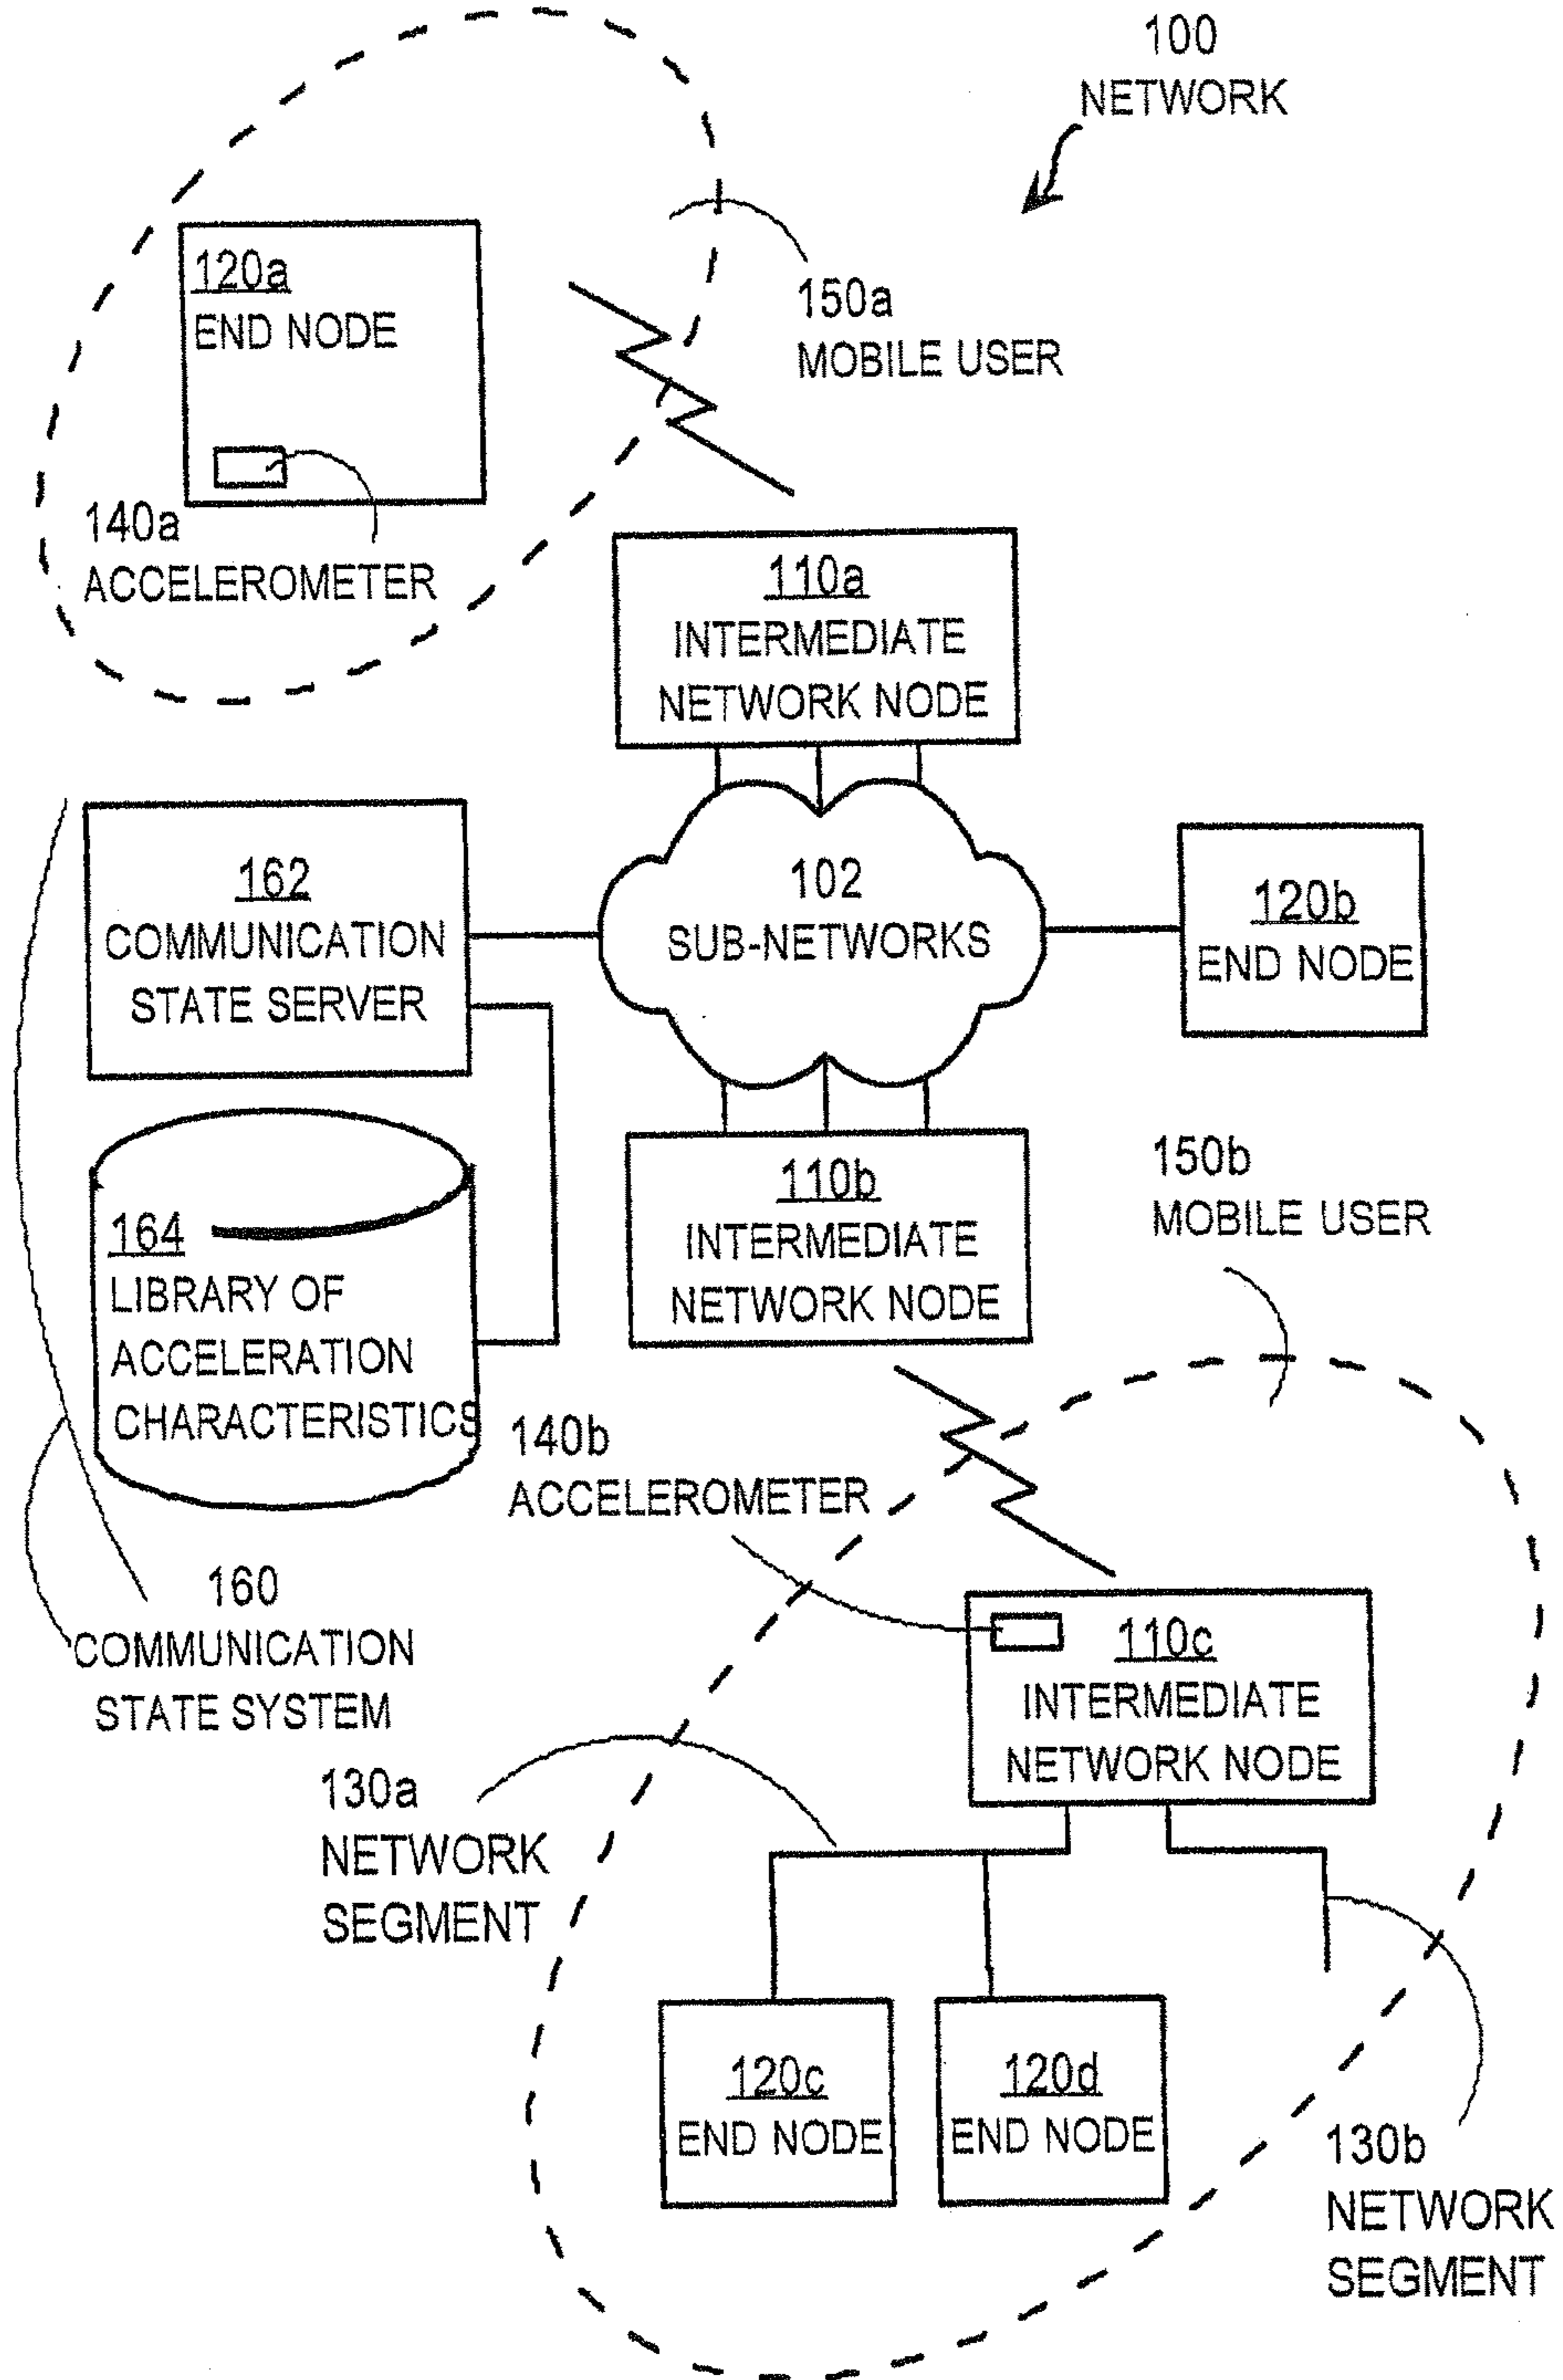 100
NETWORK
120a
END NODE
150a
MOBILE USER
140a
ACCELEROMETER
110a
INTERMEDIATE
NETWORK NODE
162
COMMUNICATION
STATE SERVER
102
SUB-NETWORKS
120b
END NODE
164
LIBRARY OF
ACCELERATION
CHARACTERISTICS
110b
INTERMEDIATE
NETWORK NODE
150b
MOBILE USER
140b
ACCELEROMETER
160
COMMUNICATION
STATE SYSTEM
110c
INTERMEDIATE
NETWORK NODE
130a
NETWORK
SEGMENT
120c
END NODE
120d
END NODE
130b
NETWORK
SEGMENT